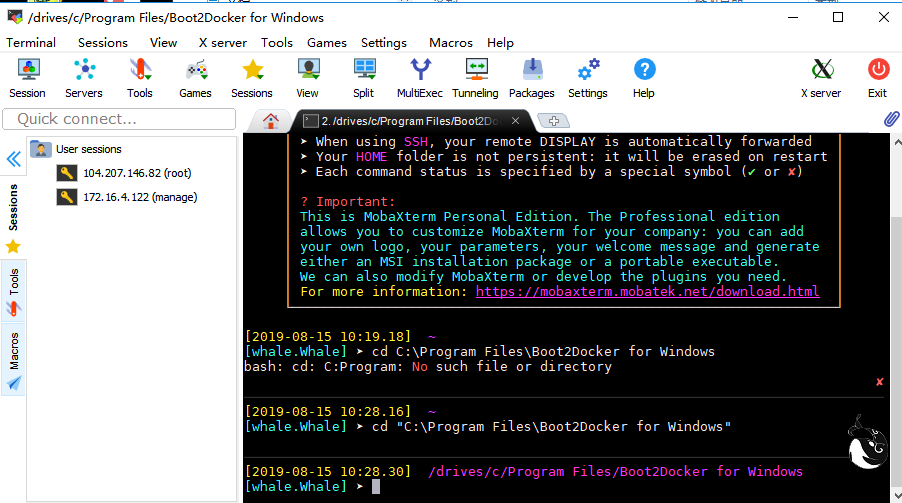 /drives/c/Program Files/Boot2Docker for Windows
Terminal Sessions View X server Tools Games Settings Macros Help
Session Servers Tools Games Sessions View Split MultiExec Tunneling Packages Settings Help X server Exit
Quick connect...
2. /drives/c/Program Files/Boot2Do
User sessions
104.207.146.82 (root)
172.16.4.122 (manage)
Sessions
Tools
Macros
➤ When using SSH, your remote DISPLAY is automatically forwarded
➤ Your HOME folder is not persistent: it will be erased on restart
➤ Each command status is specified by a special symbol (✔ or ✘)
? Important:
This is MobaXterm Personal Edition. The Professional edition
allows you to customize MobaXterm for your company: you can add
your own logo, your parameters, your welcome message and generate
either an MSI installation package or a portable executable.
We can also modify MobaXterm or develop the plugins you need.
For more information: https://mobaxterm.mobatek.net/download.html
[2019-08-15 10:19.18] ~
[whale.Whale] ➤ cd C:\Program Files\Boot2Docker for Windows
bash: cd: C:Program: No such file or directory
✘
[2019-08-15 10:28.16] ~
[whale.Whale] ➤ cd "C:\Program Files\Boot2Docker for Windows"
[2019-08-15 10:28.30] /drives/c/Program Files/Boot2Docker for Windows
[whale.Whale] ➤